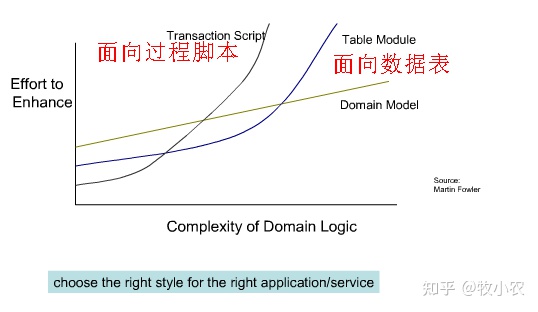 Transaction Script
面向过程脚本
Table Module
面向数据表
Effort to
Enhance
Domain Model
Source:
Martin Fowler
Complexity of Domain Logic
choose the right style for the right application/service
知乎 @牧小农